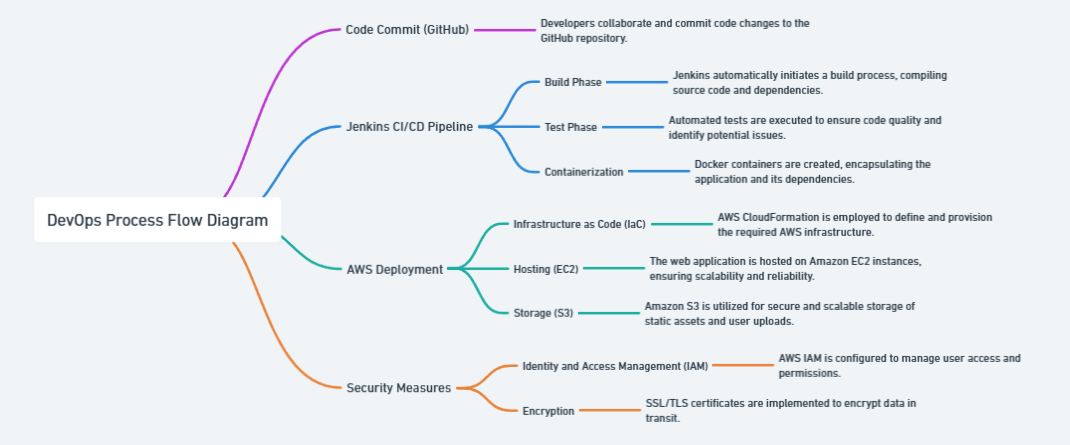 DevOps Process Flow Diagram
Code Commit (GitHub)
Developers collaborate and commit code changes to the
GitHub repository.
Jenkins CI/CD Pipeline
Build Phase
Jenkins automatically initiates a build process, compiling
source code and dependencies.
Test Phase
Automated tests are executed to ensure code quality and
identify potential issues.
Containerization
Docker containers are created, encapsulating the
application and its dependencies.
AWS Deployment
Infrastructure as Code (IaC)
AWS CloudFormation is employed to define and provision
the required AWS infrastructure.
Hosting (EC2)
The web application is hosted on Amazon EC2 instances,
ensuring scalability and reliability.
Storage (S3)
Amazon S3 is utilized for secure and scalable storage of
static assets and user uploads.
Security Measures
Identity and Access Management (IAM)
AWS IAM is configured to manage user access and
permissions.
Encryption
SSL/TLS certificates are implemented to encrypt data in
transit.